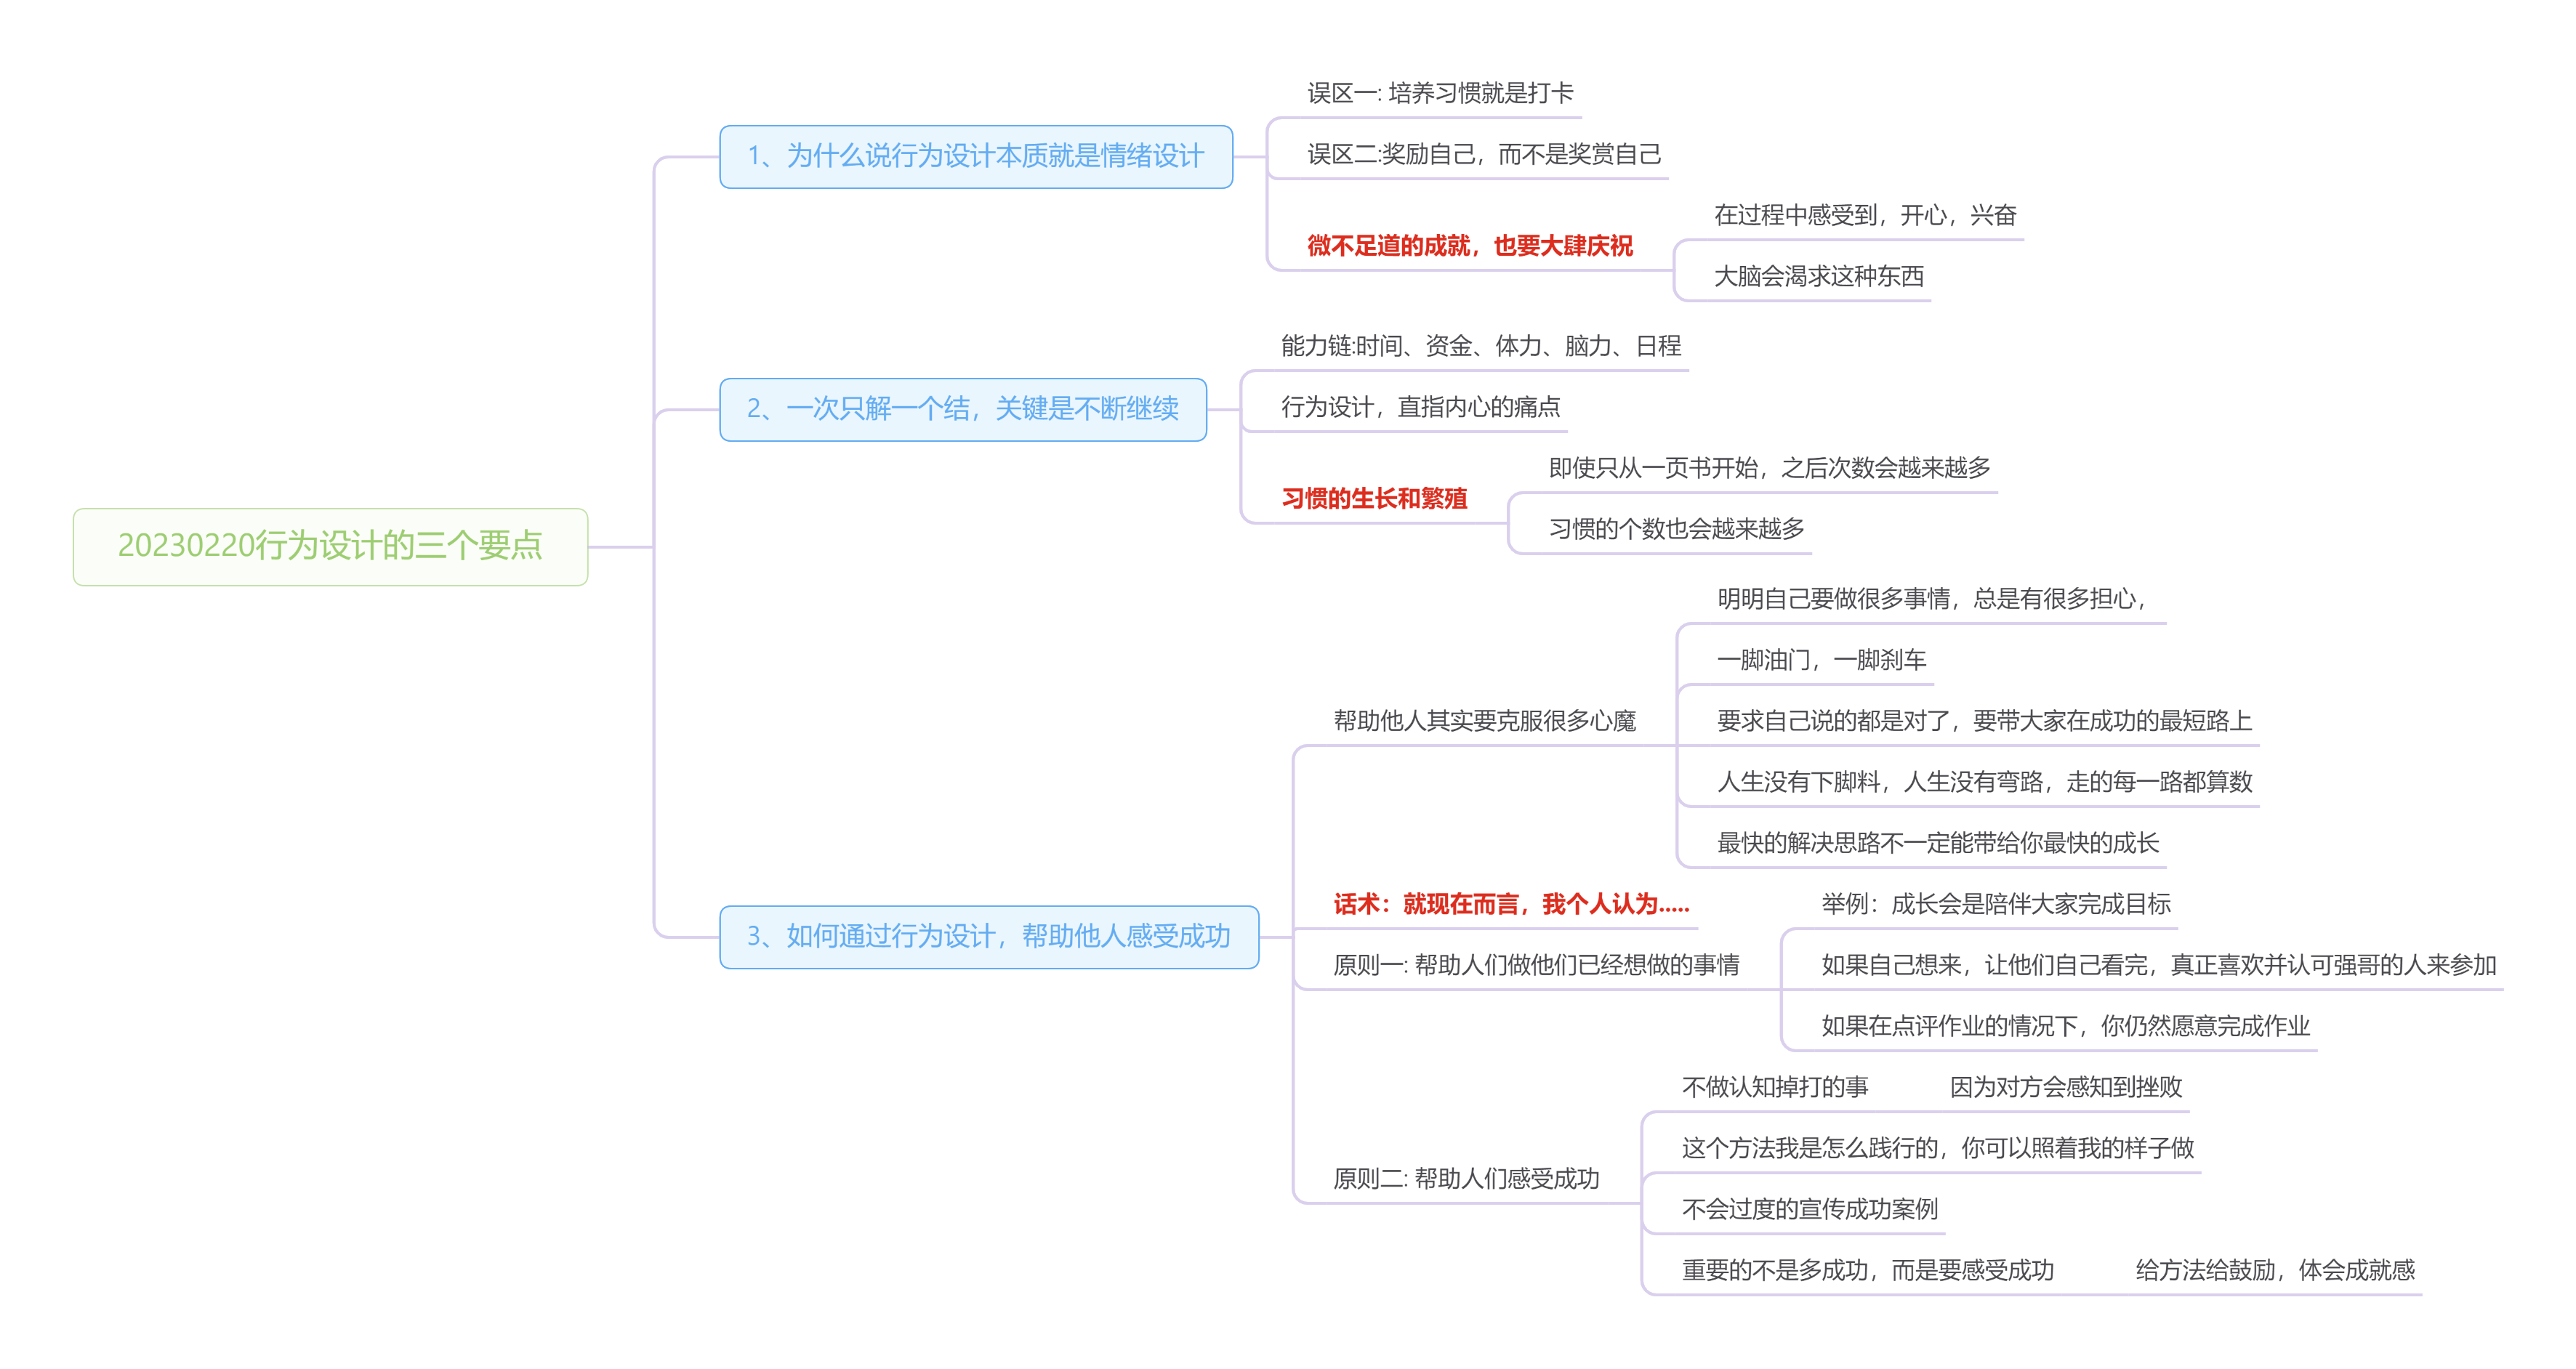 20230220行为设计的三个要点
1、为什么说行为设计本质就是情绪设计
误区一: 培养习惯就是打卡
误区二:奖励自己，而不是奖赏自己
微不足道的成就，也要大肆庆祝
在过程中感受到，开心，兴奋
大脑会渴求这种东西
2、一次只解一个结，关键是不断继续
能力链:时间、资金、体力、脑力、日程
行为设计，直指内心的痛点
习惯的生长和繁殖
即使只从一页书开始，之后次数会越来越多
习惯的个数也会越来越多
3、如何通过行为设计，帮助他人感受成功
帮助他人其实要克服很多心魔
明明自己要做很多事情，总是有很多担心，
一脚油门，一脚刹车
要求自己说的都是对了，要带大家在成功的最短路上
人生没有下脚料，人生没有弯路，走的每一路都算数
最快的解决思路不一定能带给你最快的成长
话术：就现在而言，我个人认为.....
原则一: 帮助人们做他们已经想做的事情
举例：成长会是陪伴大家完成目标
如果自己想来，让他们自己看完，真正喜欢并认可强哥的人来参加
如果在点评作业的情况下，你仍然愿意完成作业
原则二: 帮助人们感受成功
不做认知掉打的事
因为对方会感知到挫败
这个方法我是怎么践行的，你可以照着我的样子做
不会过度的宣传成功案例
重要的不是多成功，而是要感受成功
给方法给鼓励，体会成就感